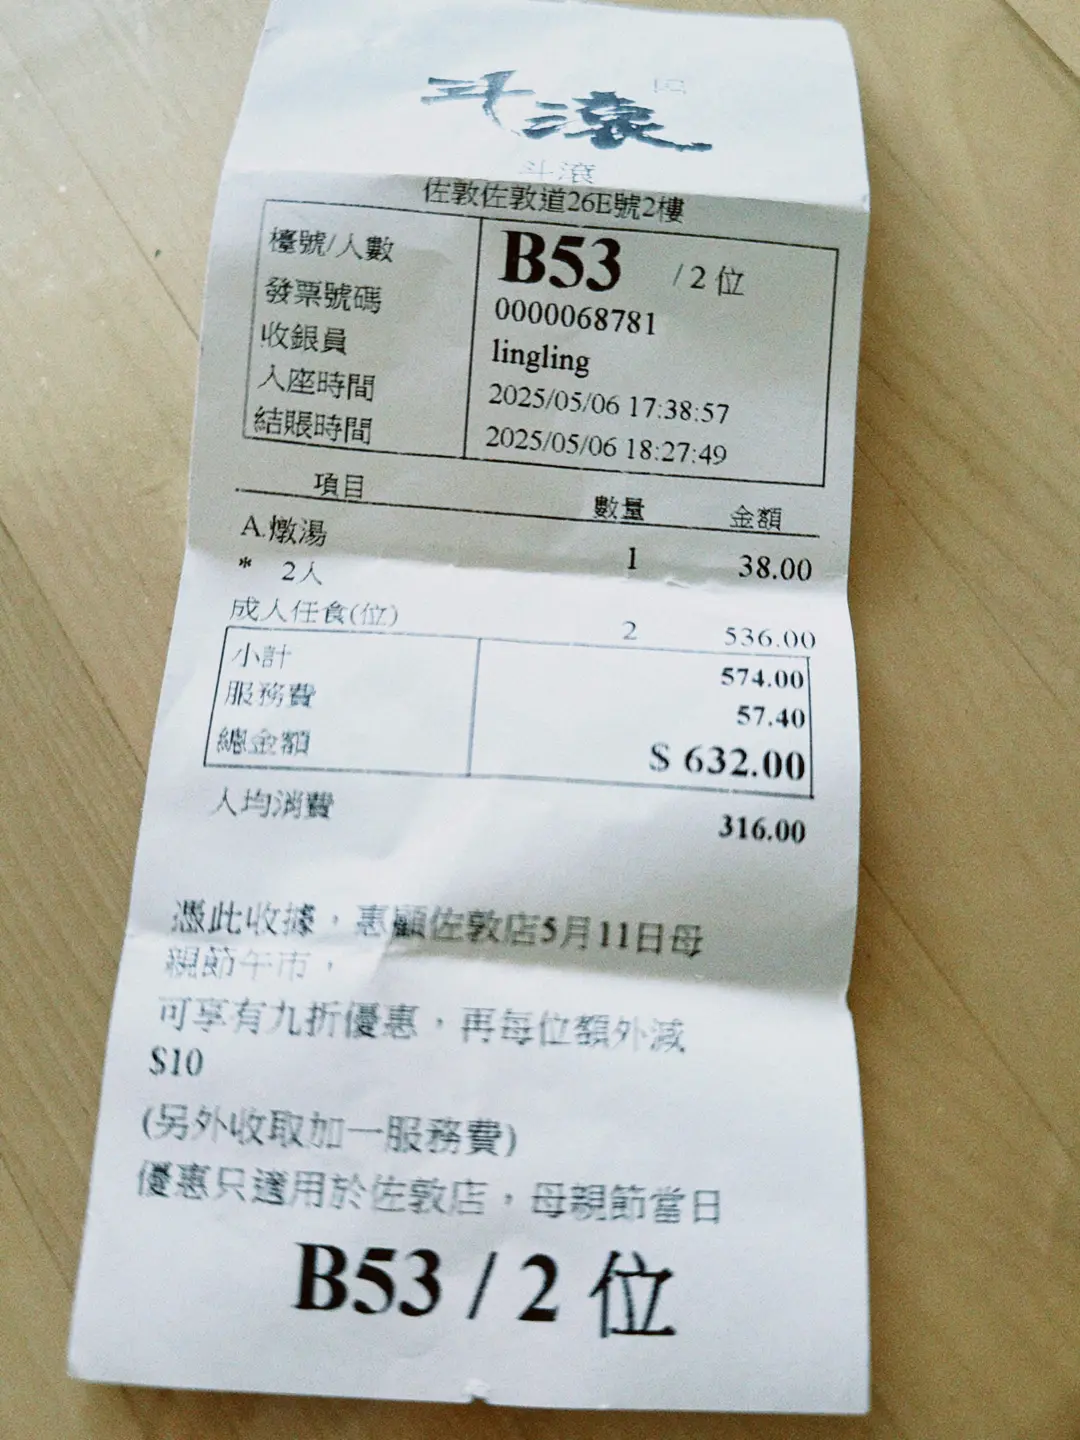 斗滾
斗滾
佐敦佐敦道26E號2樓
檯號/人數 B53 / 2 位
發票號碼 0000068781
收銀員 lingling
入座時間 2025/05/06 17:38:57
結賬時間 2025/05/06 18:27:49
項目 數量 金額
A.燉湯 1 38.00
* 2人
成人任食(位) 2 536.00
小計 574.00
服務費 57.40
總金額 $ 632.00
人均消費 316.00
憑此收據，惠顧佐敦店5月11日母
親節午市，
可享有九折優惠，再每位額外減
$10
(另外收取加一服務費)
優惠只適用於佐敦店，母親節當日
B53 / 2 位